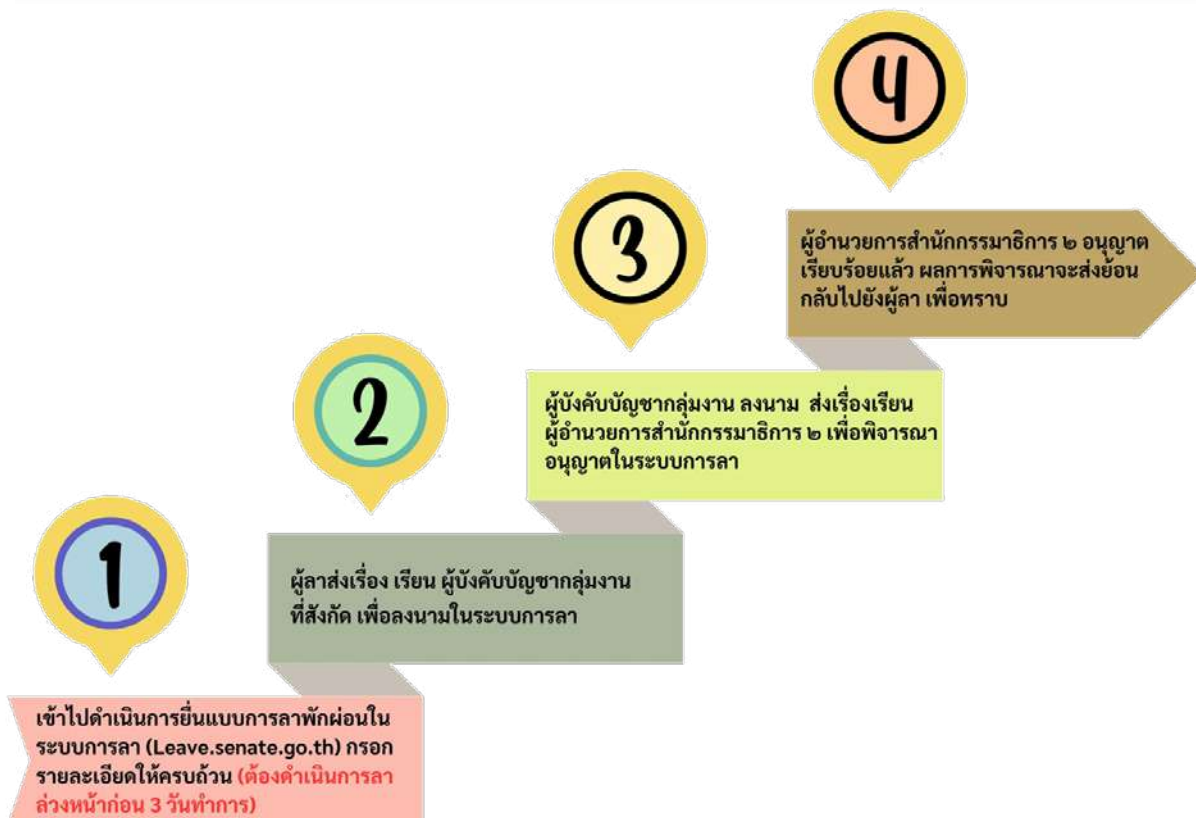 4
ผู้อำนวยการสำนักกรรมาธิการ ๒ อนุญาต
เรียบร้อยแล้ว ผลการพิจารณาจะส่งย้อน
กลับไปยังผู้ลา เพื่อทราบ
3
ผู้บังคับบัญชากลุ่มงาน ลงนาม ส่งเรื่องเรียน
ผู้อำนวยการสำนักกรรมาธิการ ๒ เพื่อพิจารณา
อนุญาตในระบบการลา
2
ผู้ลาส่งเรื่อง เรียน ผู้บังคับบัญชากลุ่มงาน
ที่สังกัด เพื่อลงนามในระบบการลา
1
เข้าไปดำเนินการยื่นแบบการลาพักผ่อนใน
ระบบการลา (Leave.senate.go.th) กรอก
รายละเอียดให้ครบถ้วน (ต้องดำเนินการลา
ล่วงหน้าก่อน 3 วันทำการ)